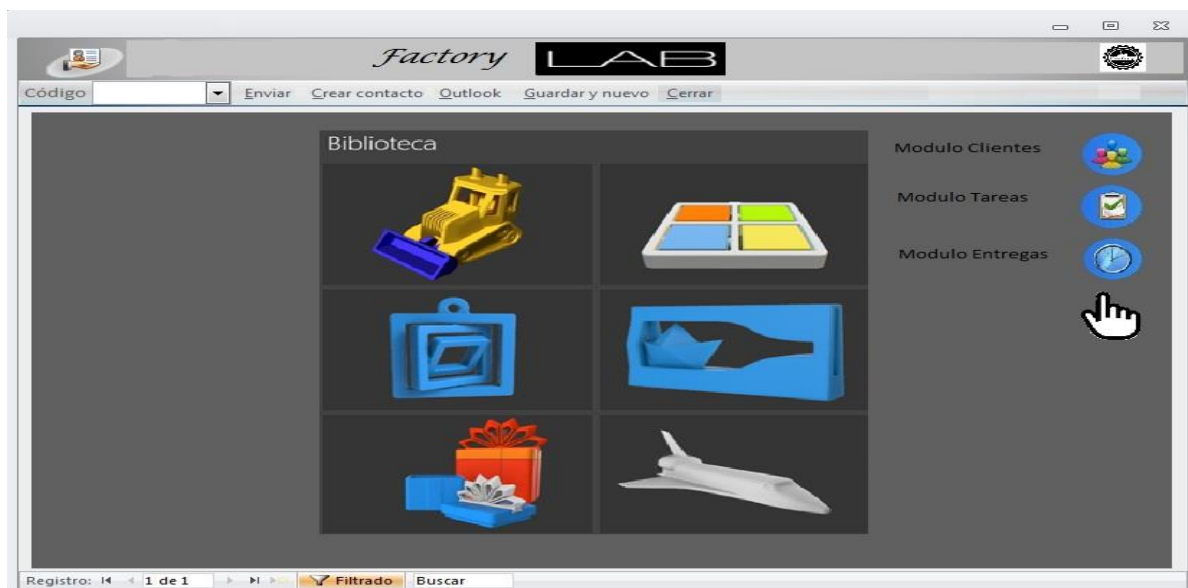 Factory LAB
Código Enviar Crear contacto Outlook Guardar y nuevo Cerrar
Biblioteca
Modulo Clientes
Modulo Tareas
Modulo Entregas
Registro: 1 de 1 Filtrado Buscar